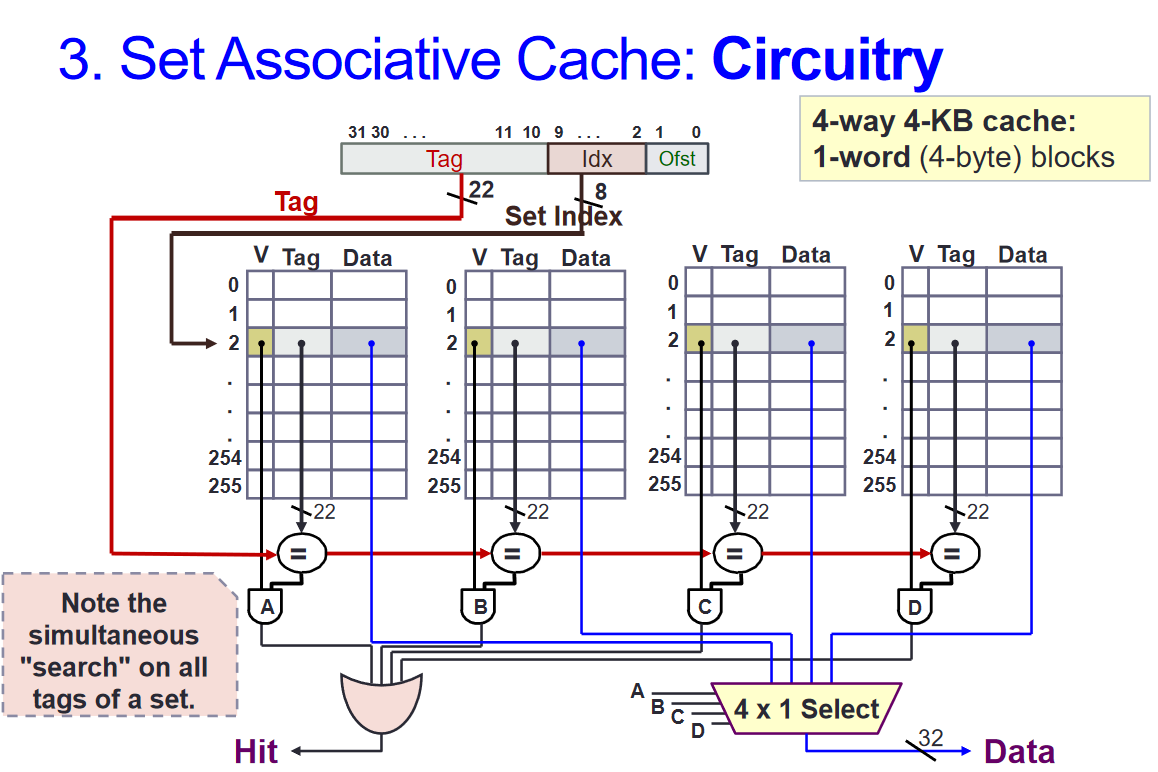 3. Set Associative Cache: Circuitry
4-way 4-KB cache:
1-word (4-byte) blocks
31 30 . . . 11 10 9 . . . 2 1 0
Tag Idx Ofst
22 8
Tag
Set Index
V Tag Data V Tag Data V Tag Data V Tag Data
0 0 0 0
1 1 1 1
2 2 2 2
. . . .
. . . .
. . . .
254 254 254 254
255 255 255 255
22 22 22 22
= = = =
A B C D
Note the
simultaneous
"search" on all
tags of a set.
A
B
C
D
4 x 1 Select
32
Hit
Data